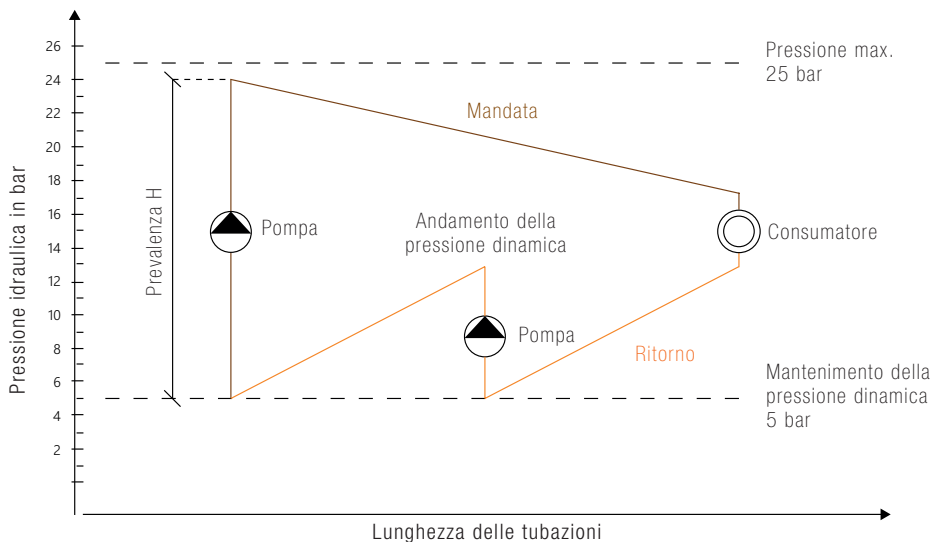 26
24
22
20
18
16
14
12
10
8
6
4
2
Pressione idraulica in bar
Prevalenza H
Pompa
Mandata
Andamento della
pressione dinamica
Pompa
Ritorno
Consumatore
Pressione max.
25 bar
Mantenimento della
pressione dinamica
5 bar
Lunghezza delle tubazioni